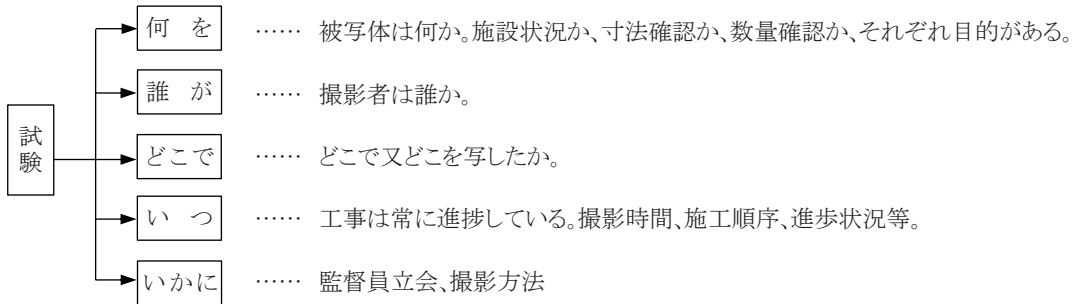 何を …… 被写体は何か。施設状況か、寸法確認か、数量確認か、それぞれ目的がある。
誰が …… 撮影者は誰か。
試験
どこで …… どこで又どこを写したか。
いつ …… 工事は常に進捗している。撮影時間、施工順序、進歩状況等。
いかに …… 監督員立会、撮影方法